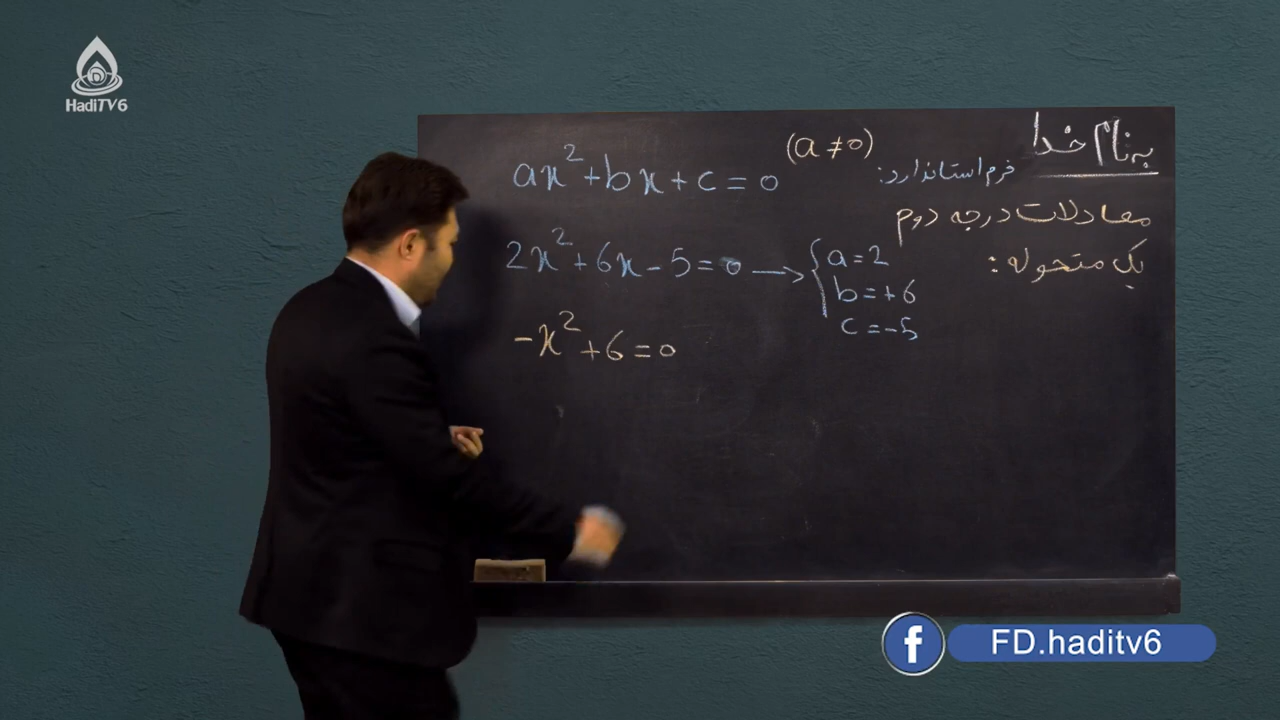 HadiTV6
به نام خدا
معادلات درجه دوم
یک متحوله:
فرم استاندارد:
(a ≠ 0)
ax² + bx + c = 0
2x² + 6x - 5 = 0 → { a = 2
b = +6
c = -5
-x² + 6 = 0
f FD.haditv6